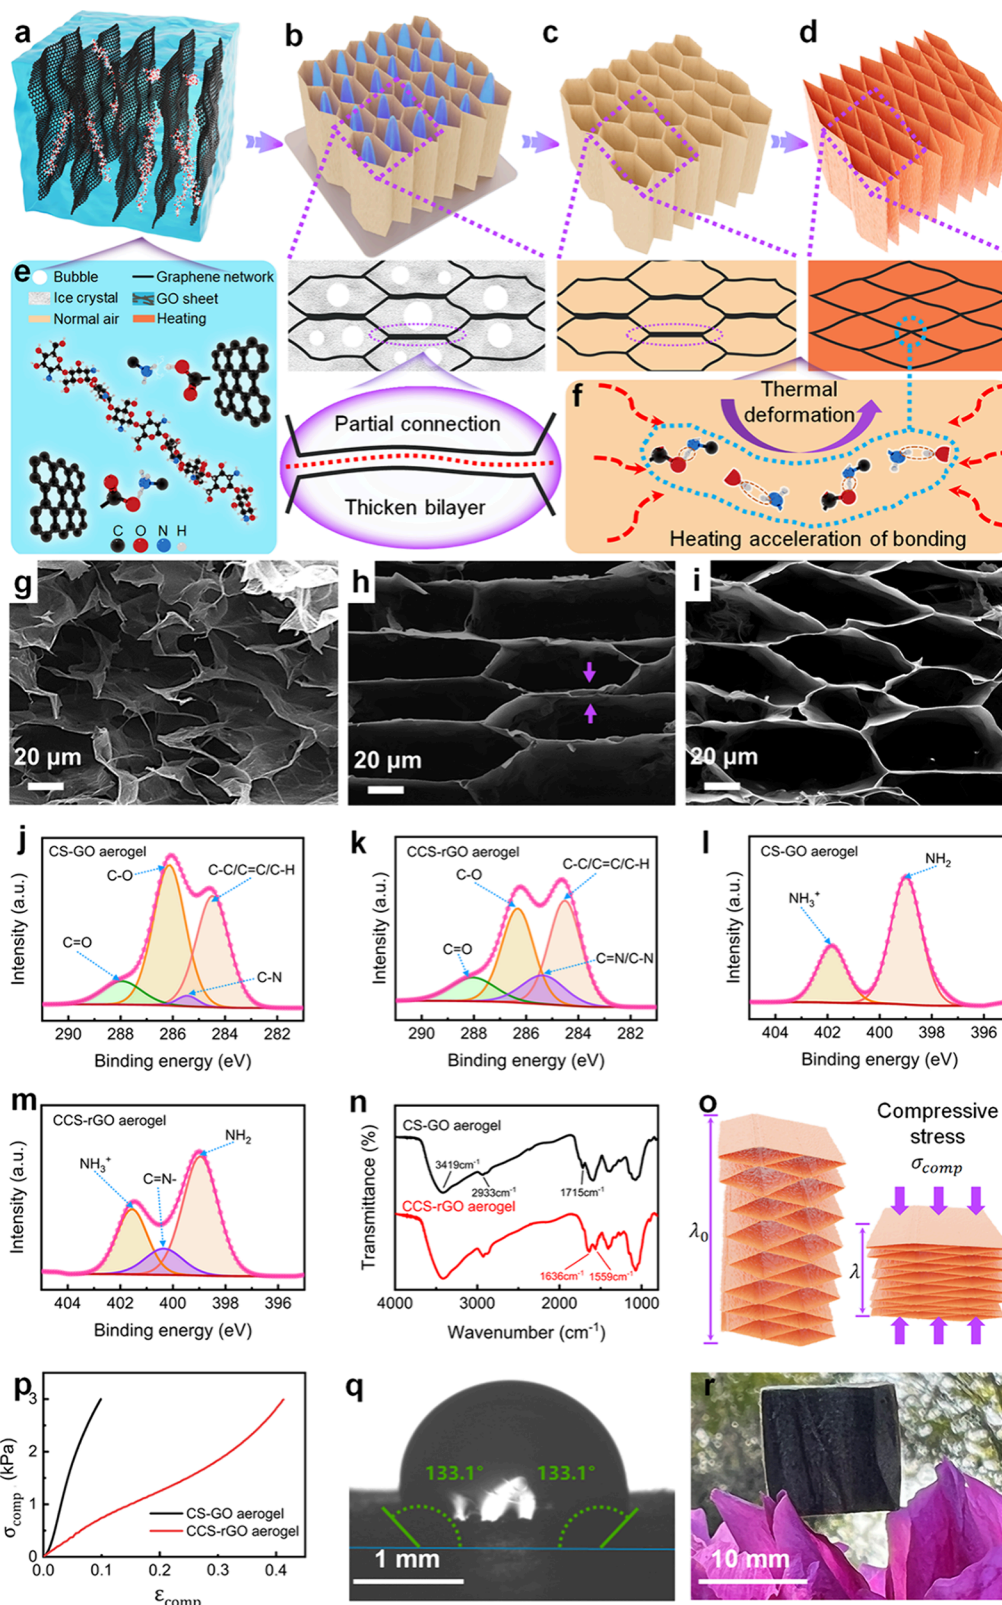 a
b
c
d
e
Bubble
Graphene network
Ice crystal
GO sheet
Normal air
Heating
C O N H
Partial connection
Thicken bilayer
f
Thermal
deformation
Heating acceleration of bonding
g
20 μm
h
20 μm
i
20 μm
j
CS-GO aerogel
C-O
C-C/C=C/C-H
C=O
C-N
Intensity (a.u.)
290 288 286 284 282
Binding energy (eV)
k
CCS-rGO aerogel
C-C/C=C/C-H
C-O
C=O
C=N/C-N
Intensity (a.u.)
290 288 286 284 282
Binding energy (eV)
l
CS-GO aerogel
NH₂
NH₃⁺
Intensity (a.u.)
404 402 400 398 396
Binding energy (eV)
m
CCS-rGO aerogel
NH₂
NH₃⁺
C=N-
Intensity (a.u.)
404 402 400 398 396
Binding energy (eV)
n
CS-GO aerogel
3419cm⁻¹
2933cm⁻¹
1715cm⁻¹
CCS-rGO aerogel
1636cm⁻¹
1559cm⁻¹
Transmittance (%)
4000 3000 2000 1000
Wavenumber (cm⁻¹)
o
Compressive
stress
σcomp
λ₀
λ
p
3
2
1
0
σcomp (kPa)
CS-GO aerogel
CCS-rGO aerogel
0.0 0.1 0.2 0.3 0.4
εcomp
q
133.1° 133.1°
1 mm
r
10 mm